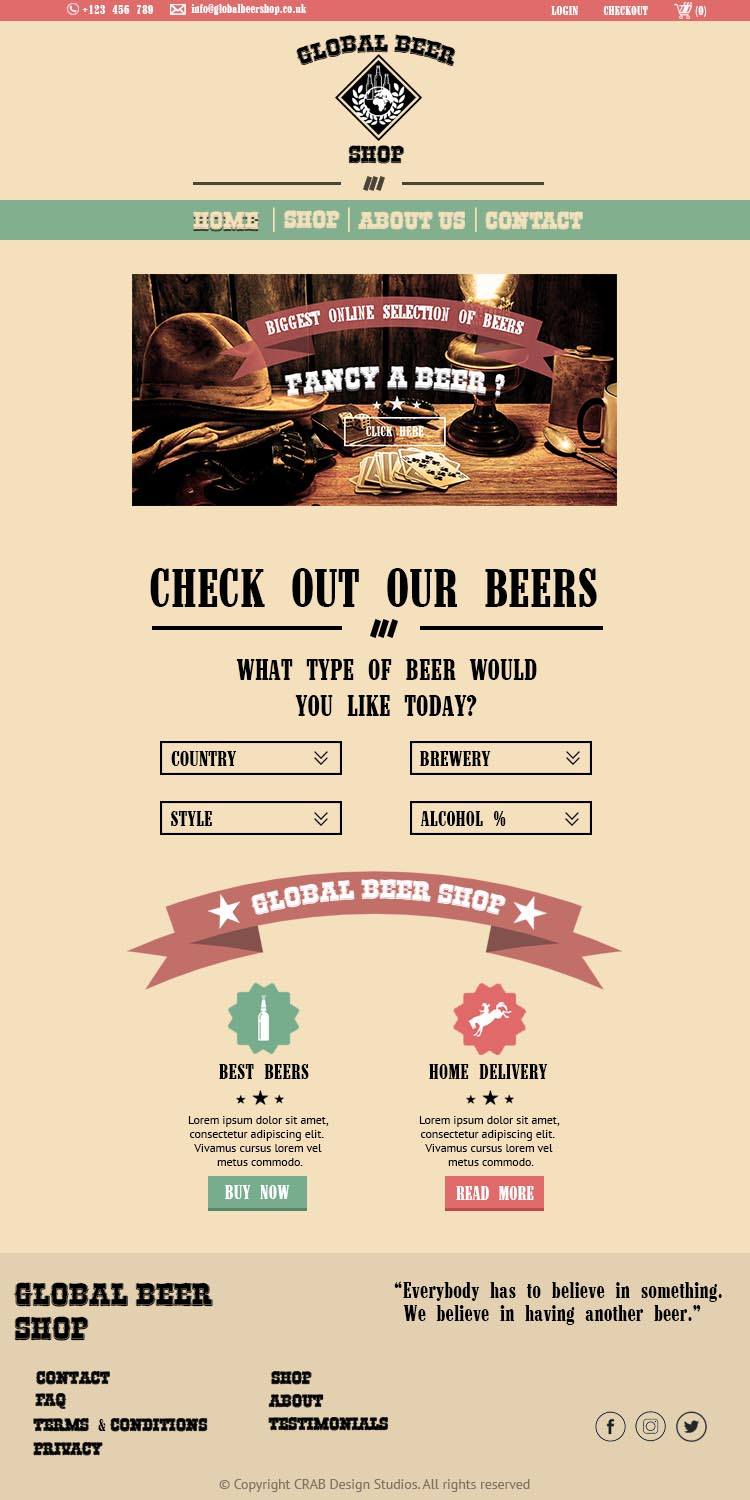 +123 456 789 info@globalbeershop.co.uk LOGIN CHECKOUT (0)
GLOBAL BEER
SHOP
HOME SHOP ABOUT US CONTACT
BIGGEST ONLINE SELECTION OF BEERS
FANCY A BEER ?
CLICK HERE
CHECK OUT OUR BEERS
WHAT TYPE OF BEER WOULD
YOU LIKE TODAY?
COUNTRY BREWERY
STYLE ALCOHOL %
GLOBAL BEER SHOP
BEST BEERS
Lorem ipsum dolor sit amet,
consectetur adipiscing elit.
Vivamus cursus lorem vel
metus commodo.
BUY NOW
HOME DELIVERY
Lorem ipsum dolor sit amet,
consectetur adipiscing elit.
Vivamus cursus lorem vel
metus commodo.
READ MORE
GLOBAL BEER
SHOP
“Everybody has to believe in something.
We believe in having another beer.”
CONTACT
FAQ
TERMS & CONDITIONS
PRIVACY
SHOP
ABOUT
TESTIMONIALS
© Copyright CRAB Design Studios. All rights reserved